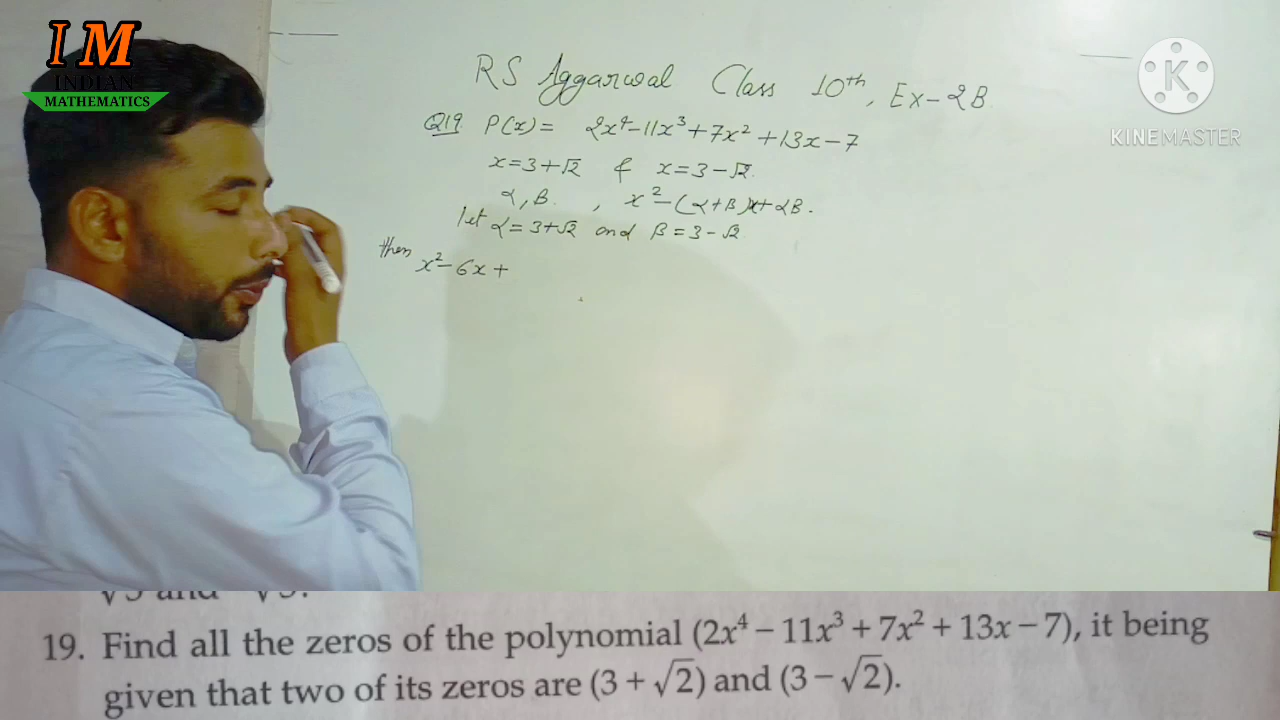 I M
INDIAN
MATHEMATICS
K
KINEMASTER
RS Aggarwal Class 10th, Ex-2B
Q19. P(x) = 2x⁴-11x³+7x²+13x-7
x=3+√2 & x=3-√2.
α, β. , x²-(α+β)x+αβ.
let α=3+√2 and β=3-√2
then x²-6x+
19. Find all the zeros of the polynomial (2x⁴ − 11x³ + 7x² + 13x − 7), it being
given that two of its zeros are (3 + √2) and (3 − √2).